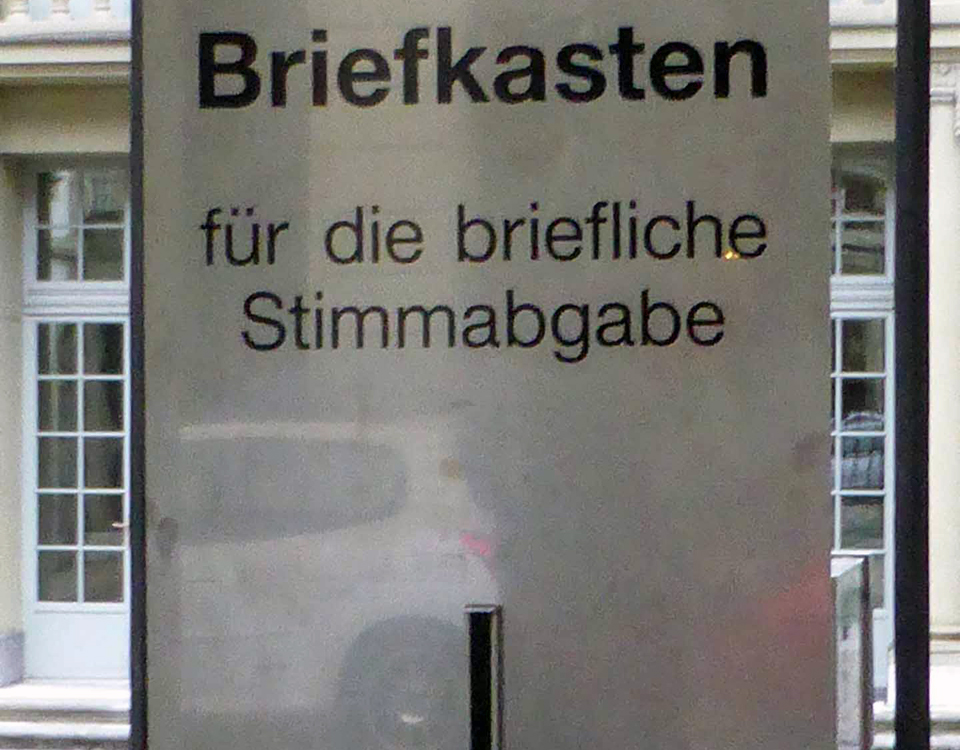 Briefkasten
für die briefliche
Stimmabgabe